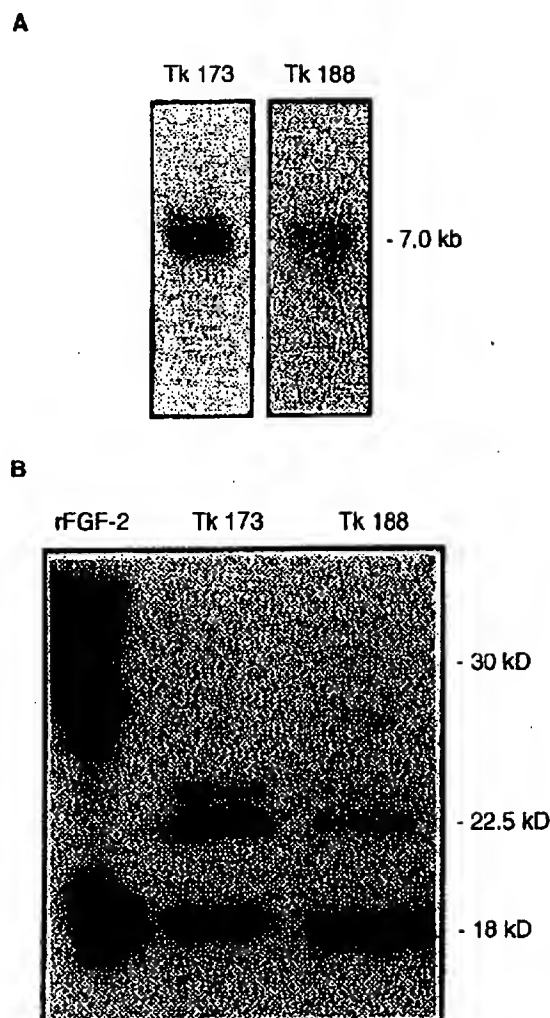 A
Tk 173 Tk 188
- 7.0 kb
B
rFGF-2 Tk 173 Tk 188
- 30 kD
- 22.5 kD
- 18 kD